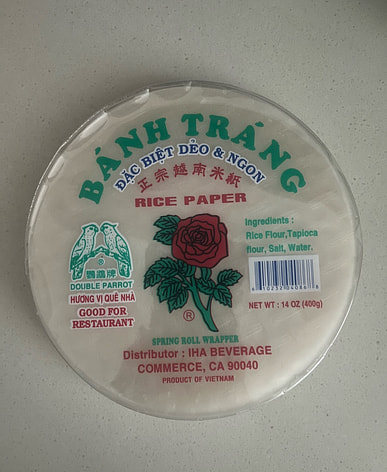 BÁNH TRÁNG
ĐẶC BIỆT DẺO & NGON
正宗越南米紙
RICE PAPER
Ingredients :
Rice Flour,Tapioca
flour, Salt, Water.
鸚鵡牌
DOUBLE PARROT
HƯƠNG VỊ QUÊ NHÀ
GOOD FOR
RESTAURANT
®
NET WT : 14 OZ (400g)
SPRING ROLL WRAPPER
Distributor : IHA BEVERAGE
COMMERCE, CA 90040
PRODUCT OF VIETNAM